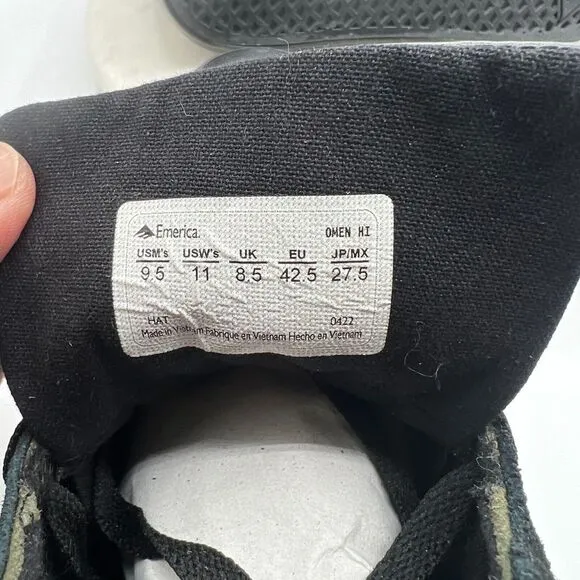 Emerica. OMEN HI
USM's USW's UK EU JP/MX
9.5 11 8.5 42.5 27.5
HAT 0422
Made in Vietnam Fabrique en Vietnam Hecho en Vietnam